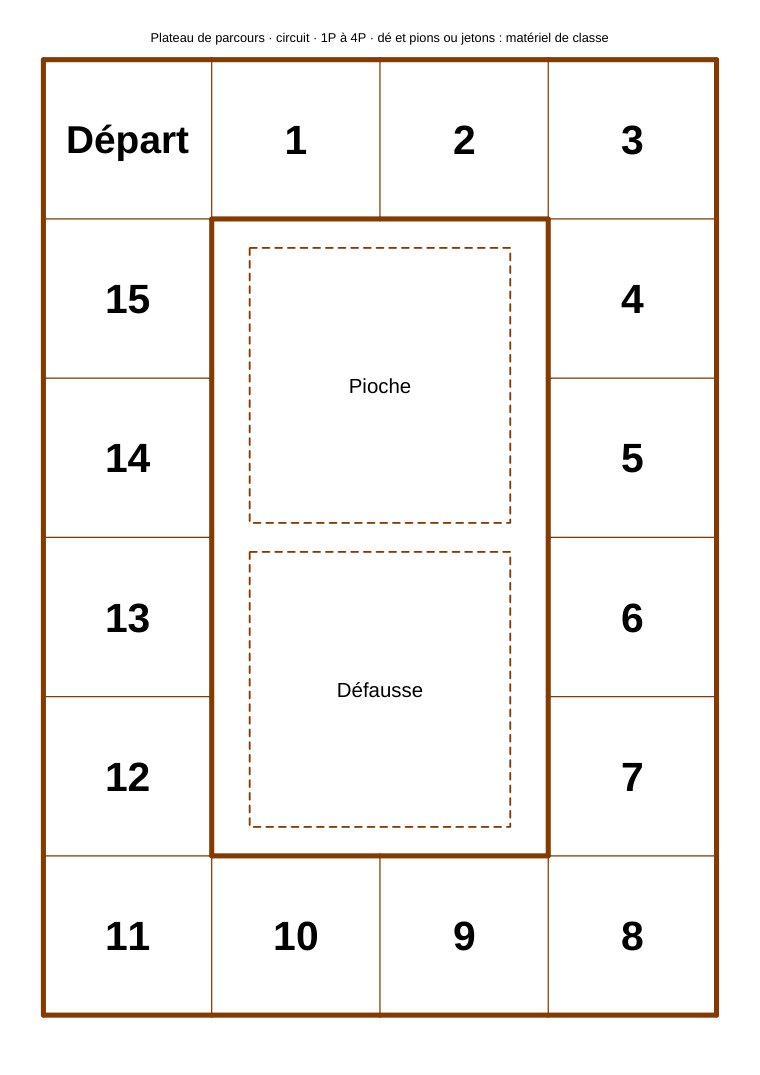 Plateau de parcours · circuit · 1P à 4P · dé et pions ou jetons : matériel de classe
Départ 1 2 3
15 4
Pioche
14 5
13 6
Défausse
12 7
11 10 9 8